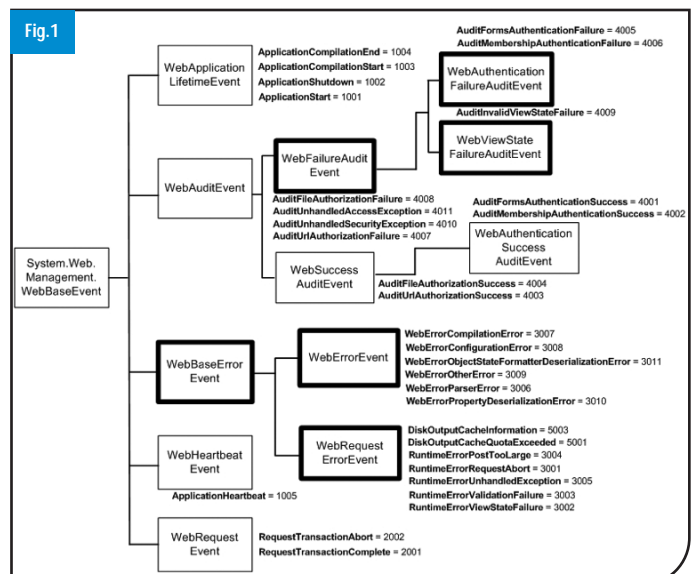 Fig.1
WebApplication
LifetimeEvent
ApplicationCompilationEnd = 1004
ApplicationCompilationStart = 1003
ApplicationShutdown = 1002
ApplicationStart = 1001
AuditFormsAuthenticationFailure = 4005
AuditMembershipAuthenticationFailure = 4006
WebAuthentication
FailureAuditEvent
AuditInvalidViewStateFailure = 4009
WebViewState
FailureAuditEvent
WebAuditEvent
WebFailureAudit
Event
AuditFileAuthorizationFailure = 4008
AuditUnhandledAccessException = 4011
AuditUnhandledSecurityException = 4010
AuditUrlAuthorizationFailure = 4007
AuditFormsAuthenticationSuccess = 4001
AuditMembershipAuthenticationSuccess = 4002
WebAuthentication
Success
AuditEvent
WebSuccess
AuditEvent
AuditFileAuthorizationSuccess = 4004
AuditUrlAuthorizationSuccess = 4003
System.Web.
Management.
WebBaseEvent
WebBaseError
Event
WebErrorEvent
WebErrorCompilationError = 3007
WebErrorConfigurationError = 3008
WebErrorObjectStateFormatterDeserializationError = 3011
WebErrorOtherError = 3009
WebErrorParserError = 3006
WebErrorPropertyDeserializationError = 3010
WebRequest
ErrorEvent
DiskOutputCacheInformation = 5003
DiskOutputCacheQuotaExceeded = 5001
RuntimeErrorPostTooLarge = 3004
RuntimeErrorRequestAbort = 3001
RuntimeErrorUnhandledException = 3005
RuntimeErrorValidationFailure = 3003
RuntimeErrorViewStateFailure = 3002
WebHeartbeat
Event
ApplicationHeartbeat = 1005
WebRequest
Event
RequestTransactionAbort = 2002
RequestTransactionComplete = 2001